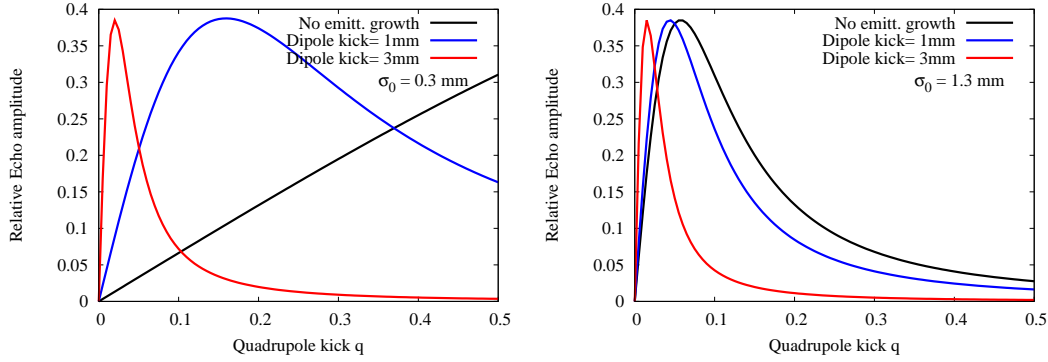 No emitt. growth
Dipole kick= 1mm
Dipole kick= 3mm
σ0 = 0.3 mm
Relative Echo amplitude
0.4
0.35
0.3
0.25
0.2
0.15
0.1
0.05
0
0 0.1 0.2 0.3 0.4 0.5
Quadrupole kick q
No emitt. growth
Dipole kick= 1mm
Dipole kick= 3mm
σ0 = 1.3 mm
Relative Echo amplitude
0.4
0.35
0.3
0.25
0.2
0.15
0.1
0.05
0
0 0.1 0.2 0.3 0.4 0.5
Quadrupole kick q